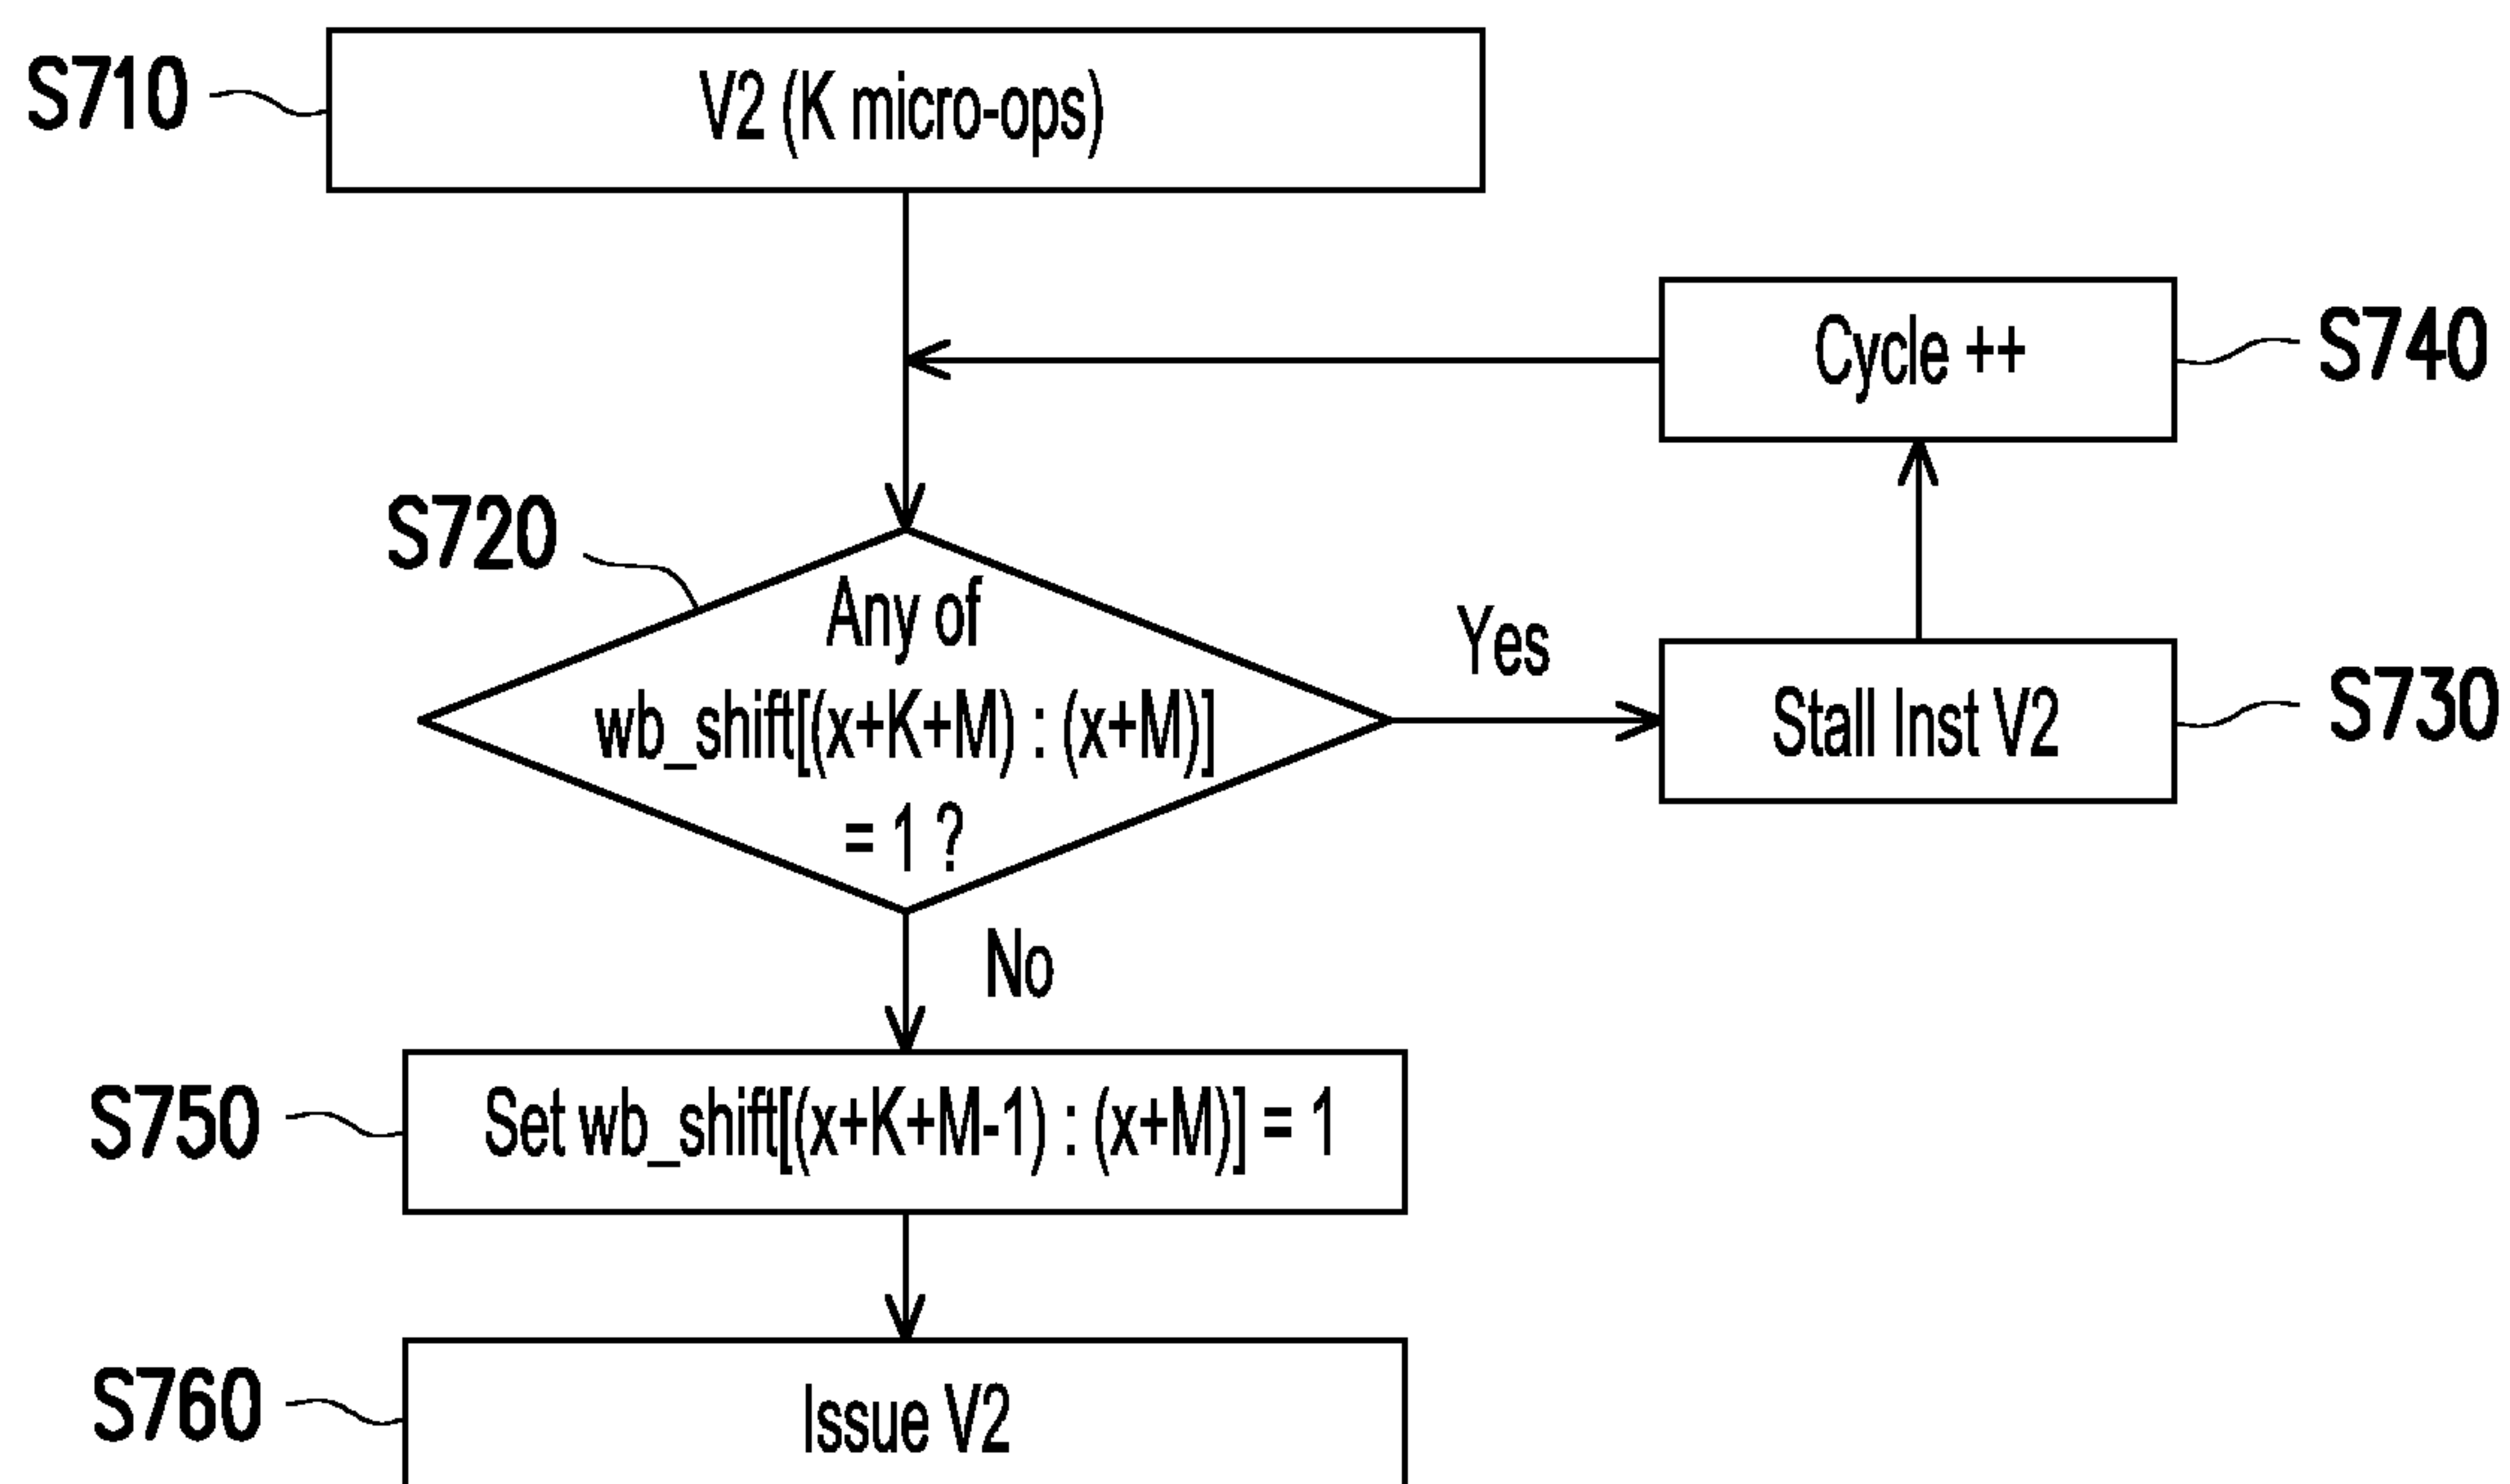 S710
V2 (K micro-ops)
Cycle ++
S740
S720
Any of
wb_shift[(x+K+M) : (x+M)]
= 1 ?
Yes
Stall Inst V2
S730
No
S750
Set wb_shift[(x+K+M-1) : (x+M)] = 1
S760
Issue V2